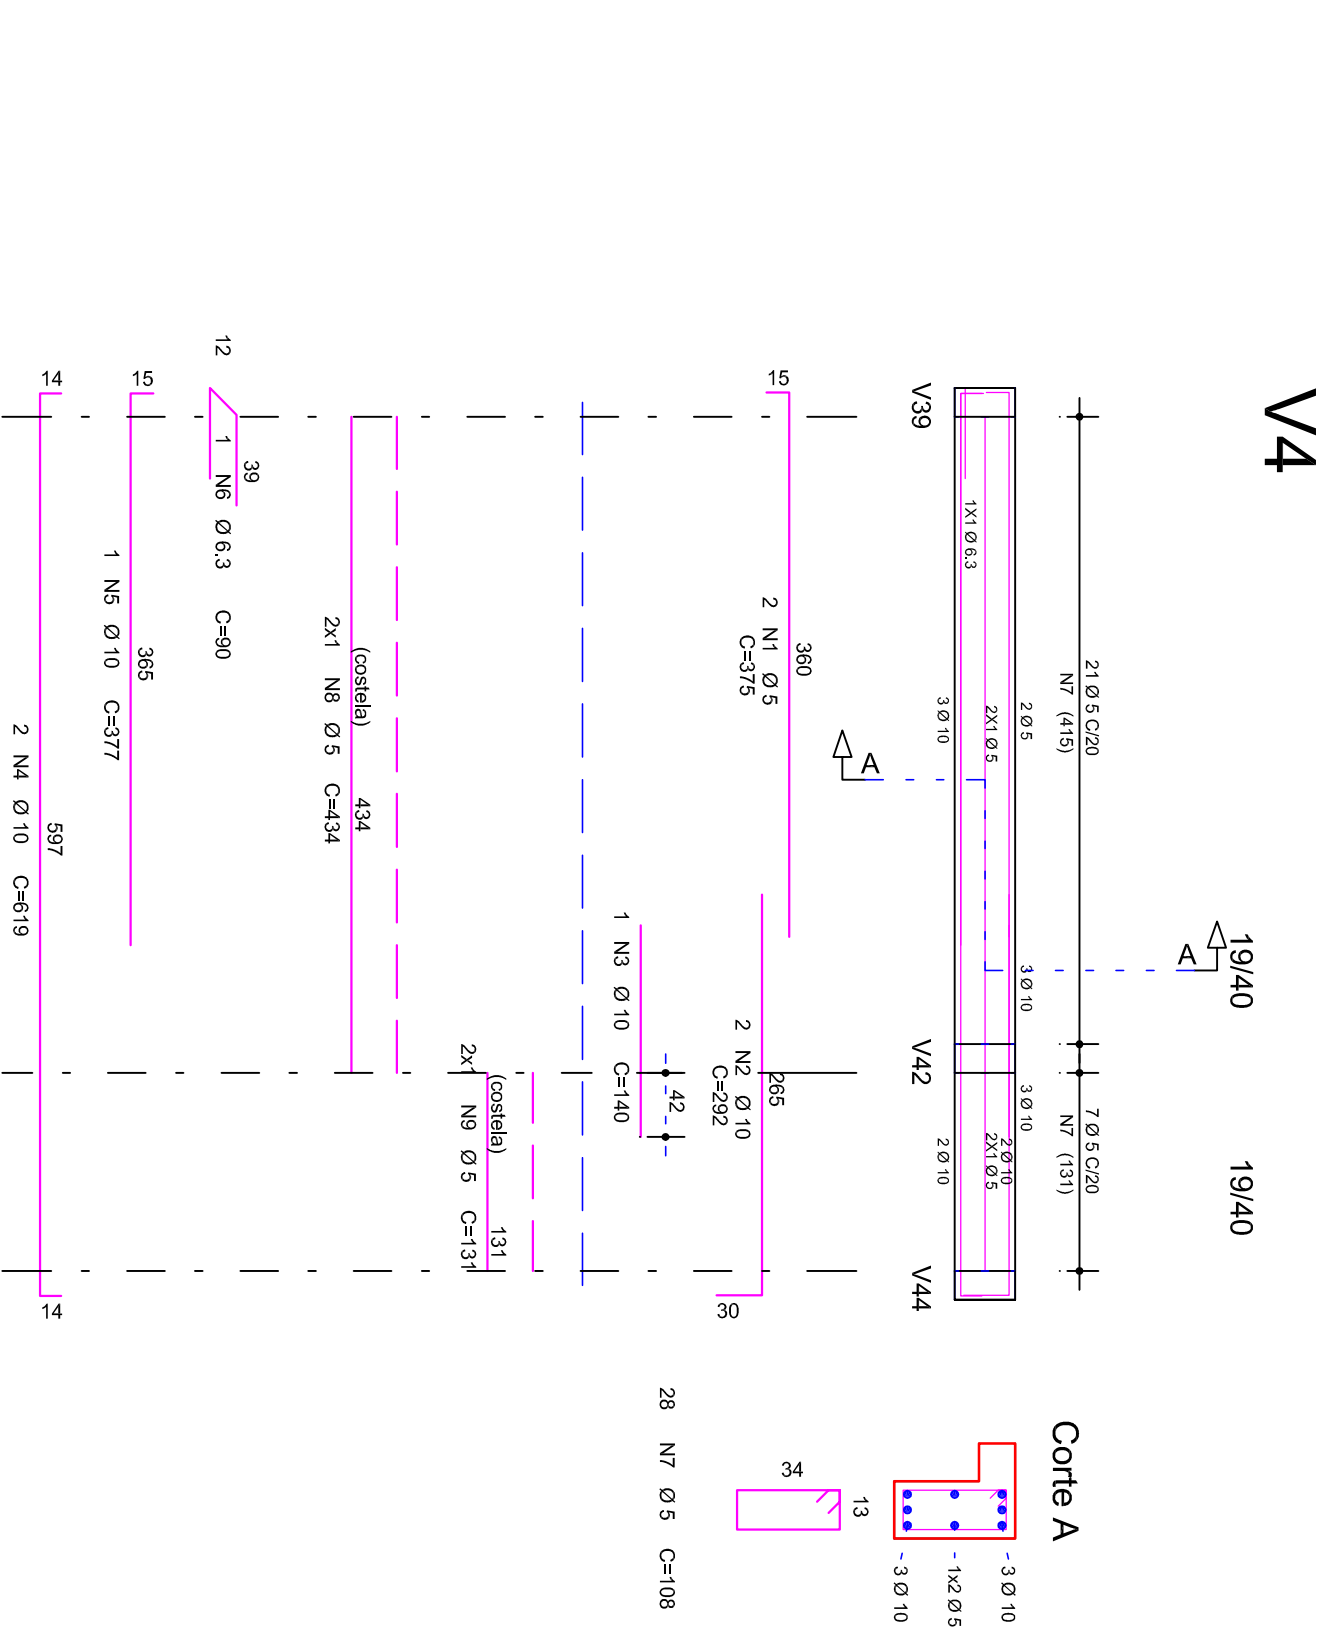 V4
19/40
19/40
A
21 Ø 5 C/20
N7 (415)
7 Ø 5 C/20
N7 (131)
2 Ø 5
3 Ø 10
3 Ø 10
2X1 Ø 5
2 Ø 10
2X1 Ø 5
1X1 Ø 6.3
3 Ø 10
2 Ø 10
V39
V42
V44
A
15
360
2 N1 Ø 5
C=375
265
2 N2 Ø 10
C=292
30
42
1 N3 Ø 10 C=140
(costela)
131
2x1 N9 Ø 5 C=131
(costela)
434
2x1 N8 Ø 5 C=434
39
12
1 N6 Ø 6.3 C=90
15
365
1 N5 Ø 10 C=377
14
597
14
2 N4 Ø 10 C=619
Corte A
3 Ø 10
1x2 Ø 5
3 Ø 10
13
34
28 N7 Ø 5 C=108